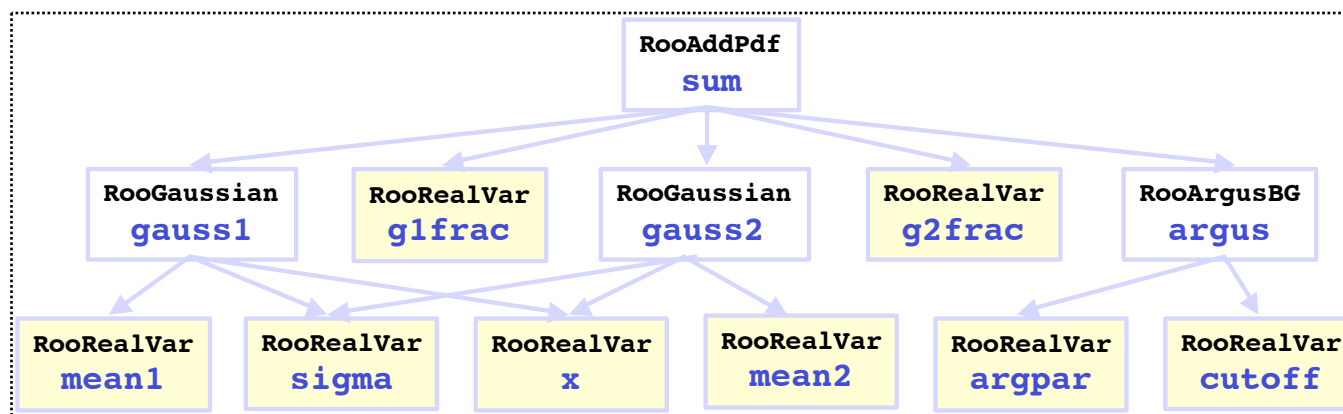 RooAddPdf
sum
RooGaussian
gauss1
RooRealVar
g1frac
RooGaussian
gauss2
RooRealVar
g2frac
RooArgusBG
argus
RooRealVar
mean1
RooRealVar
sigma
RooRealVar
x
RooRealVar
mean2
RooRealVar
argpar
RooRealVar
cutoff